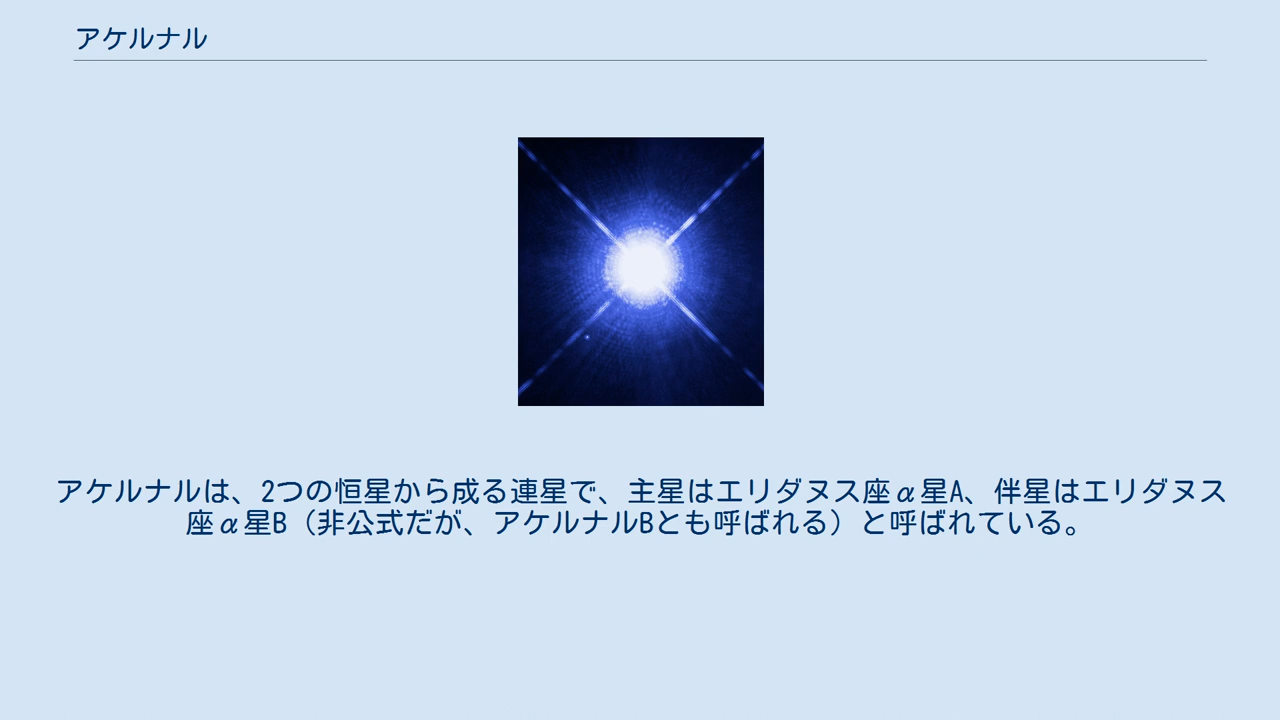 アケルナル
アケルナルは、2つの恒星から成る連星で、主星はエリダヌス座α星A、伴星はエリダヌス
座α星B（非公式だが、アケルナルBとも呼ばれる）と呼ばれている。